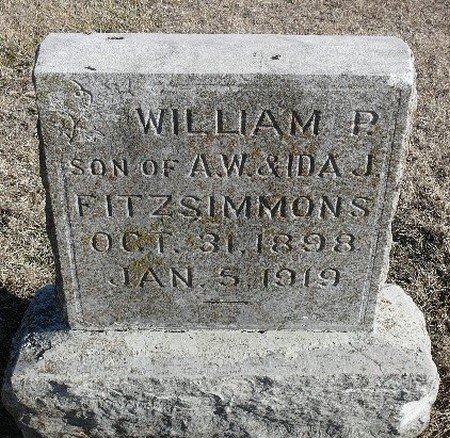 WILLIAM P.
SON OF A.W. & IDA J.
FITZSIMMONS
OCT. 31, 1898
JAN. 5, 1919